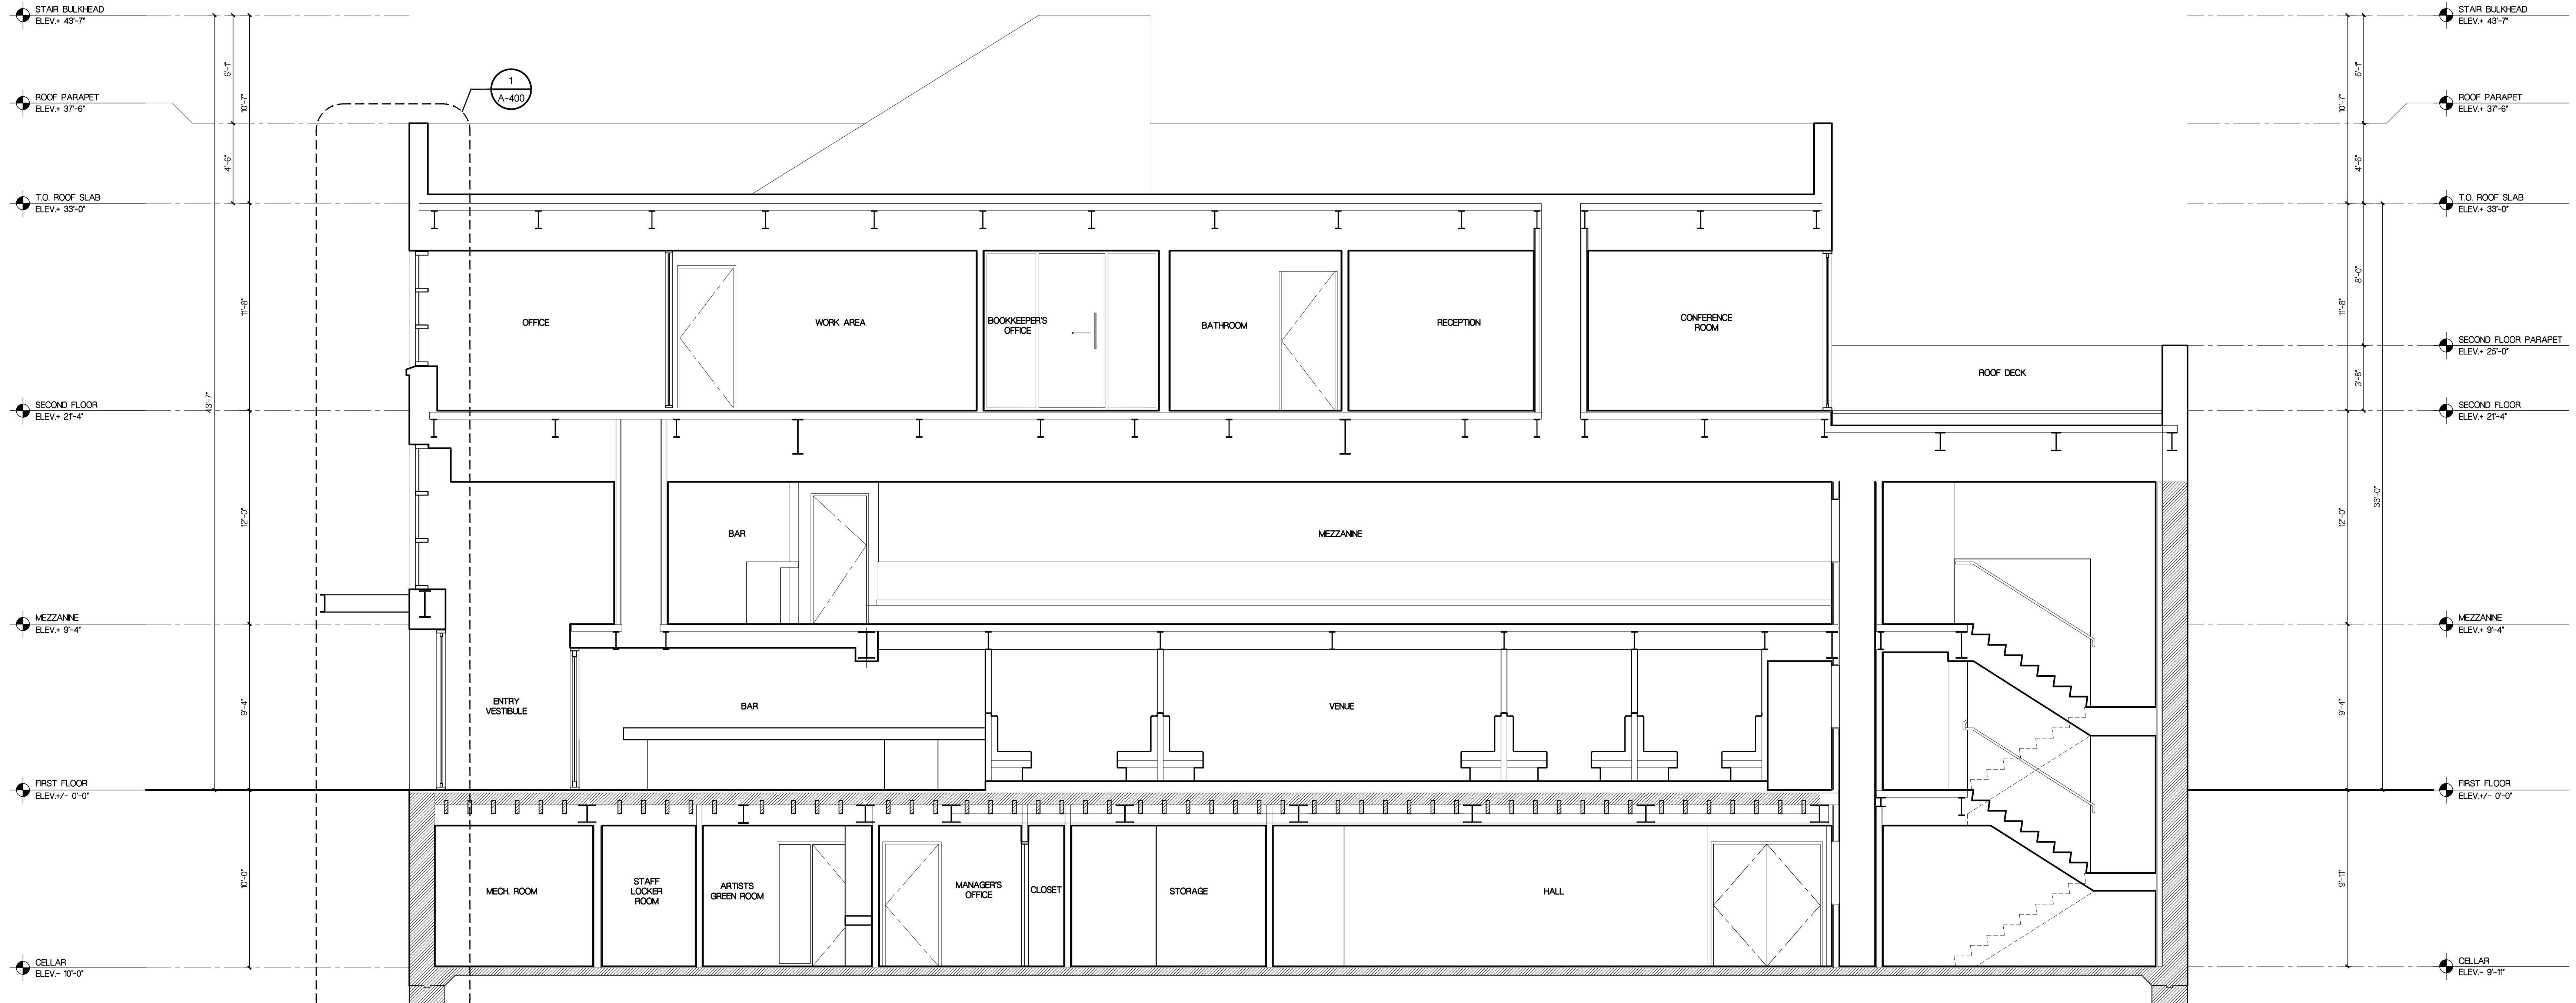 STAIR BULKHEAD
ELEV.+ 43'-7"
ROOF PARAPET
ELEV.+ 37'-6"
T.O. ROOF SLAB
ELEV.+ 33'-0"
SECOND FLOOR
ELEV.+ 21'-4"
MEZZANINE
ELEV.+ 9'-4"
FIRST FLOOR
ELEV.+/- 0'-0"
CELLAR
ELEV.- 10'-0"
43'-7"
6'-1"
4'-6"
10'-7"
11'-8"
12'-0"
9'-4"
10'-0"
1
A-400
OFFICE
WORK AREA
BOOKKEEPER'S
OFFICE
BATHROOM
RECEPTION
CONFERENCE
ROOM
ROOF DECK
BAR
MEZZANINE
ENTRY
VESTIBULE
BAR
VENUE
MECH. ROOM
STAFF
LOCKER
ROOM
ARTISTS
GREEN ROOM
MANAGER'S
OFFICE
CLOSET
STORAGE
HALL
10'-7"
11'-8"
12'-0"
9'-4"
9'-11"
6'-1"
4'-6"
8'-0"
3'-8"
33'-0"
STAIR BULKHEAD
ELEV.+ 43'-7"
ROOF PARAPET
ELEV.+ 37'-6"
T.O. ROOF SLAB
ELEV.+ 33'-0"
SECOND FLOOR PARAPET
ELEV.+ 25'-0"
SECOND FLOOR
ELEV.+ 21'-4"
MEZZANINE
ELEV.+ 9'-4"
FIRST FLOOR
ELEV.+/- 0'-0"
CELLAR
ELEV.- 9'-11"